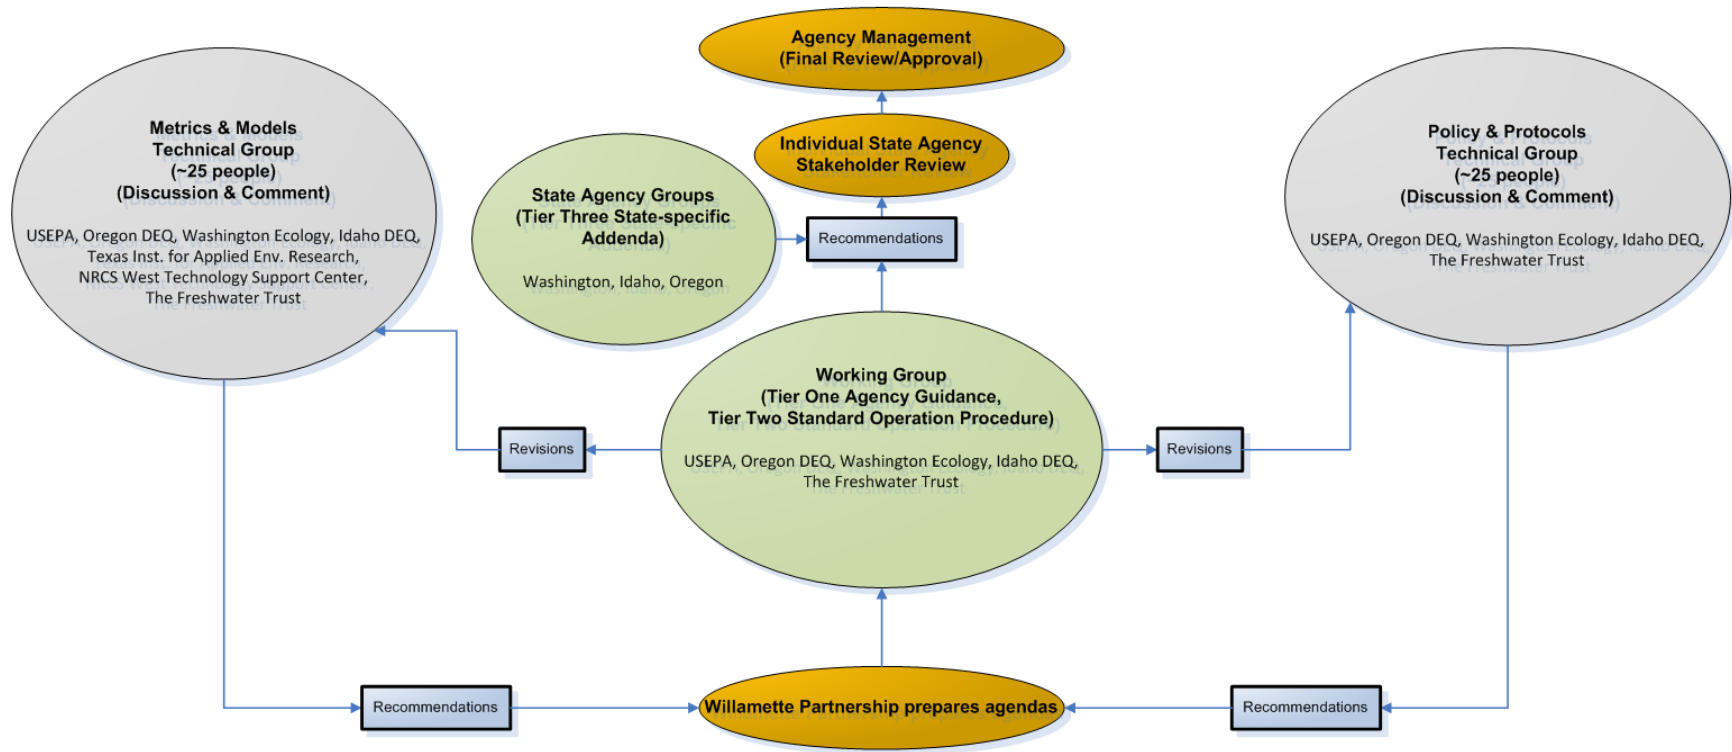 Agency Management
(Final Review/Approval)
Metrics & Models
Technical Group
(~25 people)
(Discussion & Comment)
USEPA, Oregon DEQ, Washington Ecology, Idaho DEQ,
Texas Inst. for Applied Env. Research,
NRCS West Technology Support Center,
The Freshwater Trust
Individual State Agency
Stakeholder Review
Policy & Protocols
Technical Group
(~25 people)
(Discussion & Comment)
USEPA, Oregon DEQ, Washington Ecology, Idaho DEQ,
The Freshwater Trust
State Agency Groups
(Tier Three State-specific
Addenda)
Washington, Idaho, Oregon
Recommendations
Working Group
(Tier One Agency Guidance,
Tier Two Standard Operation Procedure)
USEPA, Oregon DEQ, Washington Ecology, Idaho DEQ,
The Freshwater Trust
Revisions
Revisions
Recommendations
Willamette Partnership prepares agendas
Recommendations